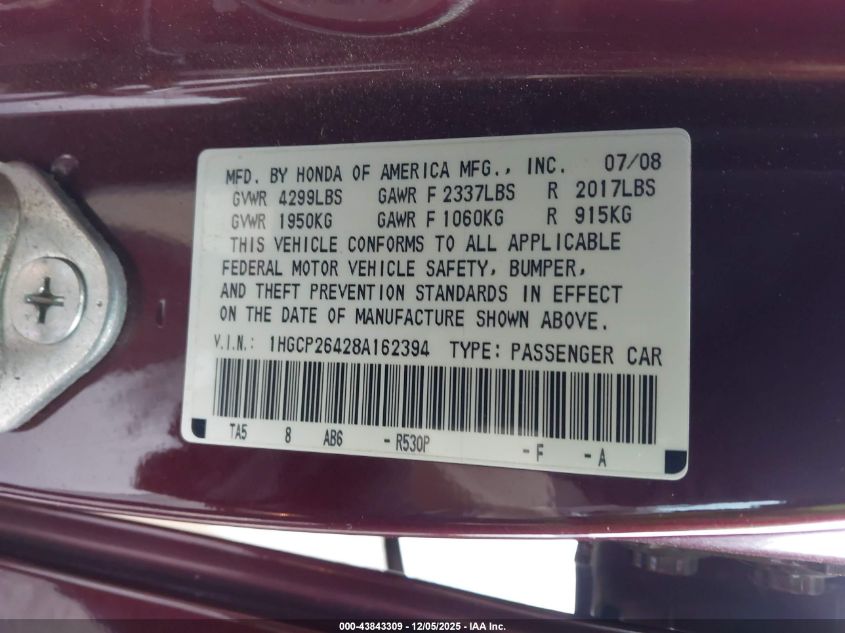 MFD. BY HONDA OF AMERICA MFG., INC. 07/08
GVWR 4299LBS GAWR F 2337LBS R 2017LBS
GVWR 1950KG GAWR F 1060KG R 915KG
THIS VEHICLE CONFORMS TO ALL APPLICABLE
FEDERAL MOTOR VEHICLE SAFETY, BUMPER,
AND THEFT PREVENTION STANDARDS IN EFFECT
ON THE DATE OF MANUFACTURE SHOWN ABOVE.
V.I.N.: 1HGCP26428A162394 TYPE: PASSENGER CAR
TA5 8 AB6 - R530P - F - A
000-43843309 - 12/05/2025 - IAA Inc.